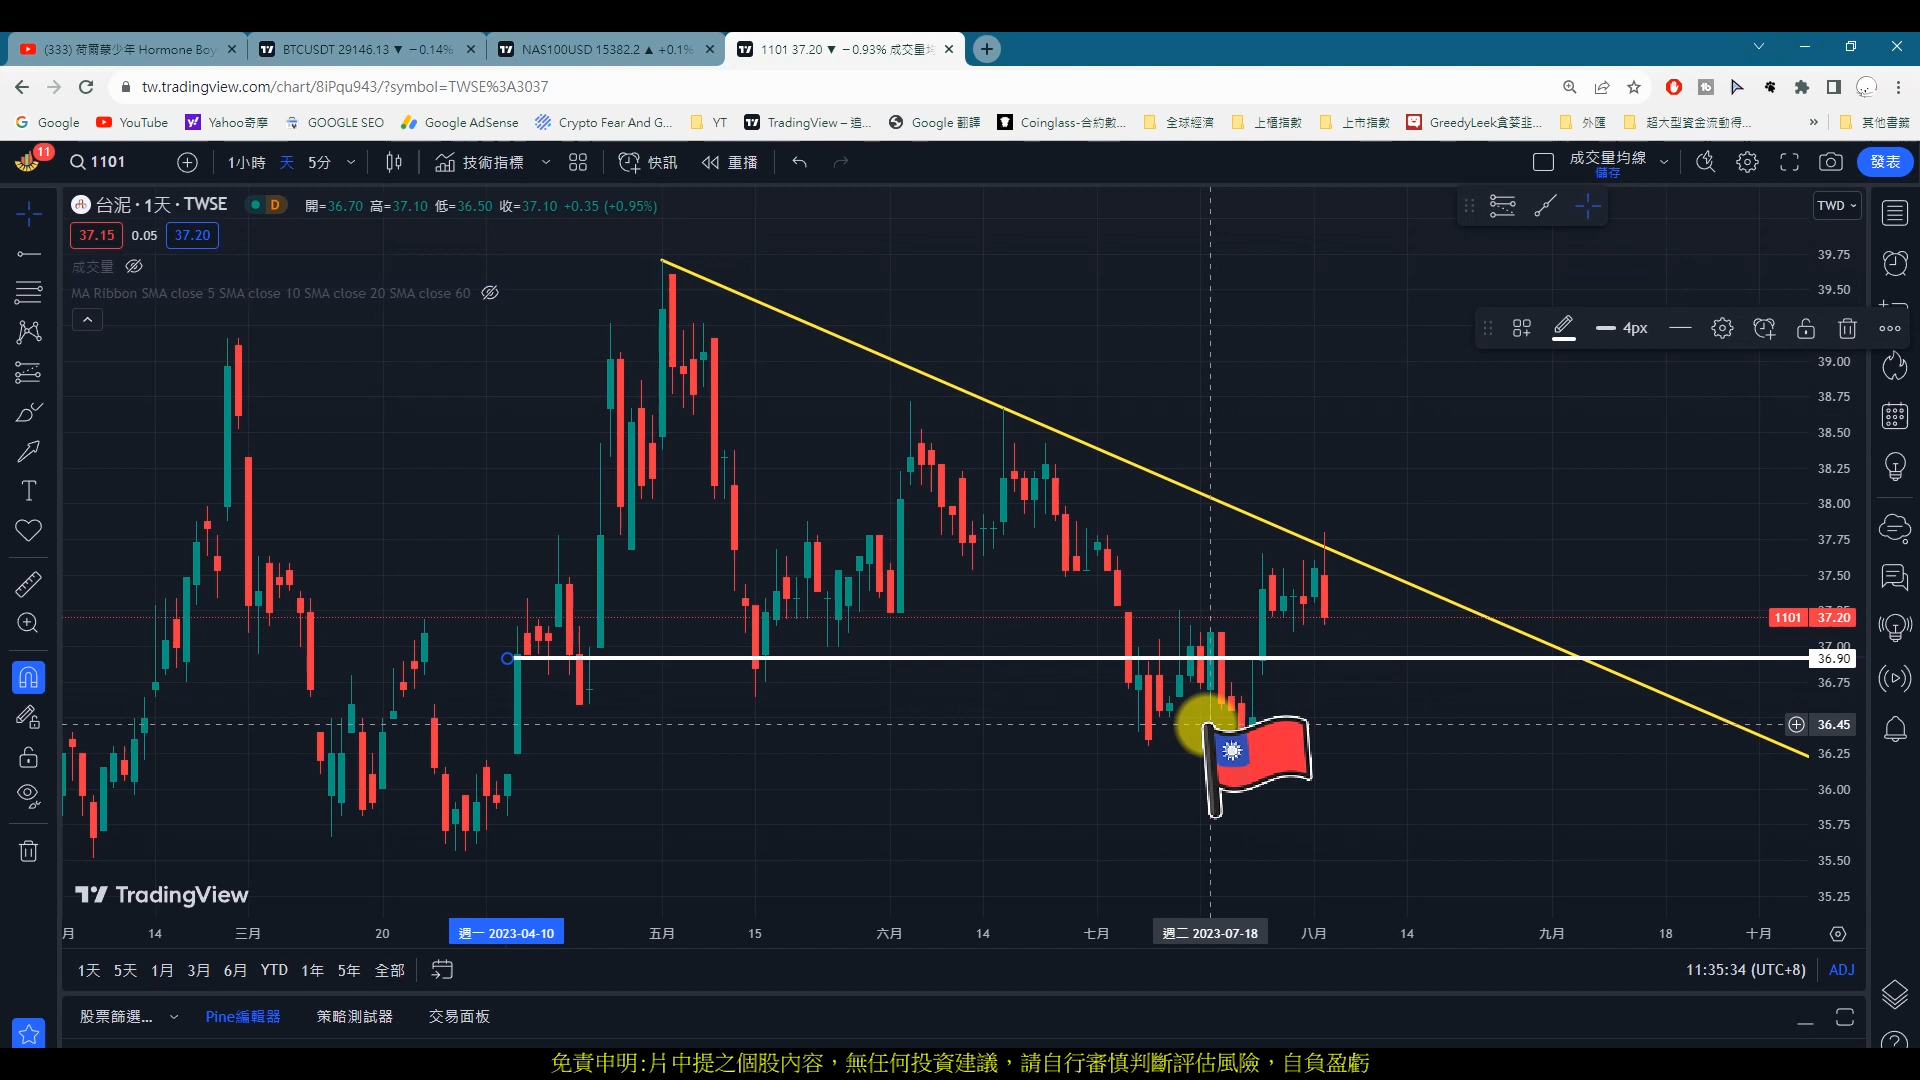 (333) 荷爾蒙少年 Hormone Boy
BTCUSDT 29146.13 ▼ −0.14%
NAS100USD 15382.2 ▲ +0.1%
1101 37.20 ▼ −0.93% 成交量均
tw.tradingview.com/chart/8iPqu943/?symbol=TWSE%3A3037
Google
YouTube
Yahoo奇摩
GOOGLE SEO
Google AdSense
Crypto Fear And G...
YT
TradingView – 追...
Google 翻譯
Coinglass-合約數...
全球經濟
上櫃指數
上市指數
GreedyLeek貪婪韭...
外匯
超大型資金流動得...
»
其他書籤
11
1101
1小時
天
5分
技術指標
快訊
重播
成交量均線
儲存
發表
台泥・1天・TWSE
D
開=36.70 高=37.10 低=36.50 收=37.10 +0.35 (+0.95%)
TWD
37.15
0.05
37.20
成交量
MA Ribbon SMA close 5 SMA close 10 SMA close 20 SMA close 60
4px
39.75
39.50
39.00
38.75
38.50
38.25
38.00
37.75
37.50
1101 37.20
37.00
36.90
36.75
36.45
36.25
36.00
35.75
35.50
35.25
TradingView
月
14
三月
20
週一 2023-04-10
五月
15
六月
14
七月
週二 2023-07-18
八月
14
九月
18
十月
1天
5天
1月
3月
6月
YTD
1年
5年
全部
11:35:34 (UTC+8)
ADJ
股票篩選...
Pine編輯器
策略測試器
交易面板
免責申明:片中提之個股內容，無任何投資建議，請自行審慎判斷評估風險，自負盈虧